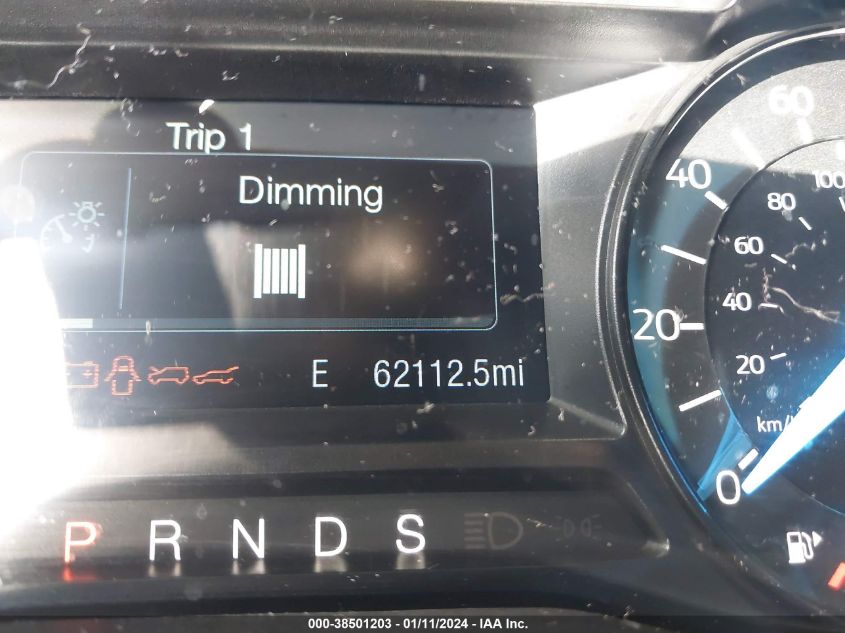 Trip 1
Dimming
E 62112.5mi
P R N D S
0 20 40 60
20 40 60 80 100
km/
000-38501203 - 01/11/2024 - IAA Inc.